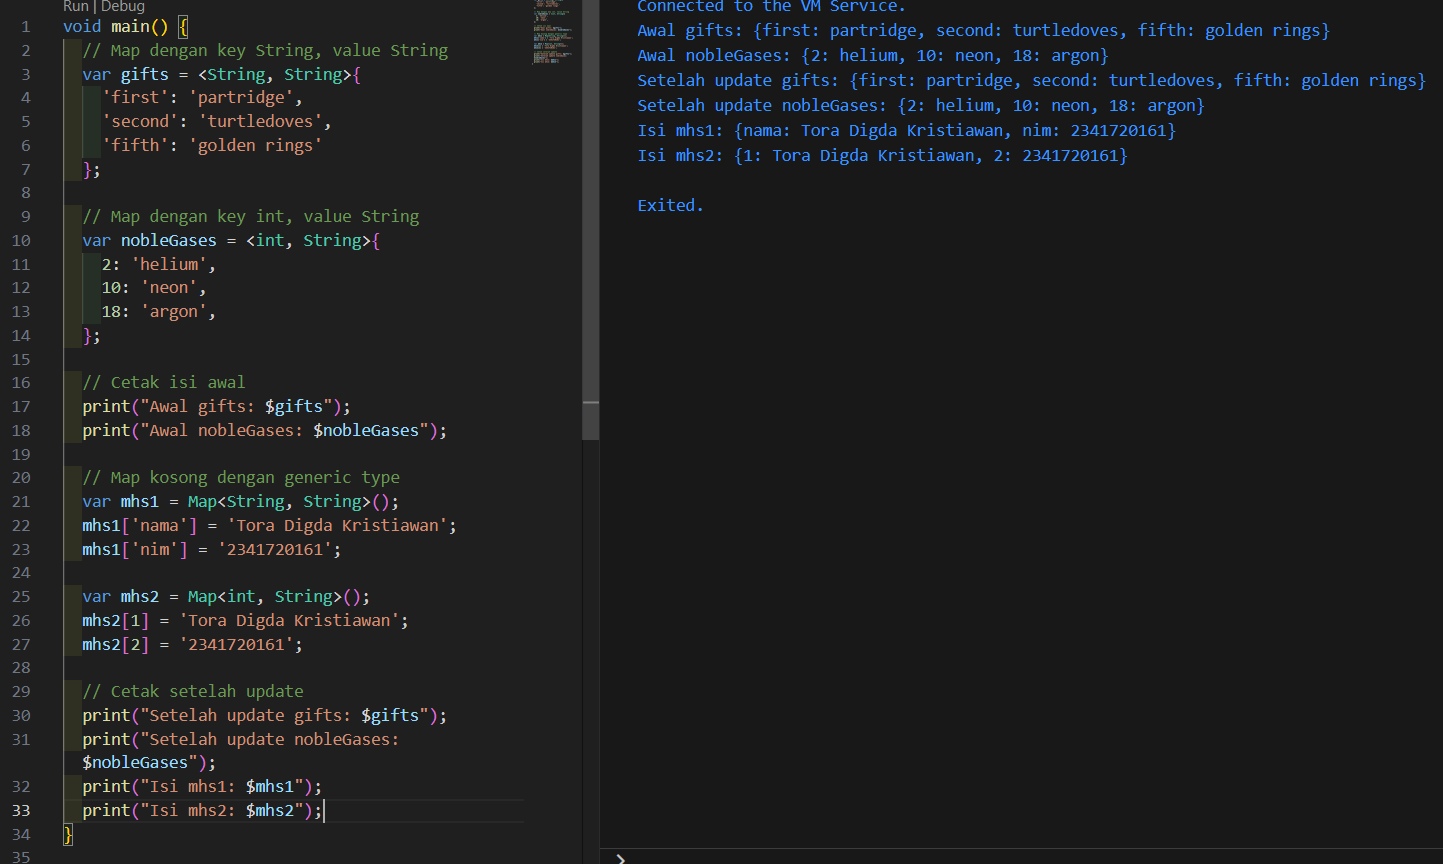 Run | Debug
1 void main() {
2 // Map dengan key String, value String
3 var gifts = <String, String>{
4 'first': 'partridge',
5 'second': 'turtledoves',
6 'fifth': 'golden rings'
7 };
8
9 // Map dengan key int, value String
10 var nobleGases = <int, String>{
11 2: 'helium',
12 10: 'neon',
13 18: 'argon',
14 };
15
16 // Cetak isi awal
17 print("Awal gifts: $gifts");
18 print("Awal nobleGases: $nobleGases");
19
20 // Map kosong dengan generic type
21 var mhs1 = Map<String, String>();
22 mhs1['nama'] = 'Tora Digda Kristiawan';
23 mhs1['nim'] = '2341720161';
24
25 var mhs2 = Map<int, String>();
26 mhs2[1] = 'Tora Digda Kristiawan';
27 mhs2[2] = '2341720161';
28
29 // Cetak setelah update
30 print("Setelah update gifts: $gifts");
31 print("Setelah update nobleGases:
$nobleGases");
32 print("Isi mhs1: $mhs1");
33 print("Isi mhs2: $mhs2");
34 }
35
Connected to the VM Service.
Awal gifts: {first: partridge, second: turtledoves, fifth: golden rings}
Awal nobleGases: {2: helium, 10: neon, 18: argon}
Setelah update gifts: {first: partridge, second: turtledoves, fifth: golden rings}
Setelah update nobleGases: {2: helium, 10: neon, 18: argon}
Isi mhs1: {nama: Tora Digda Kristiawan, nim: 2341720161}
Isi mhs2: {1: Tora Digda Kristiawan, 2: 2341720161}
Exited.